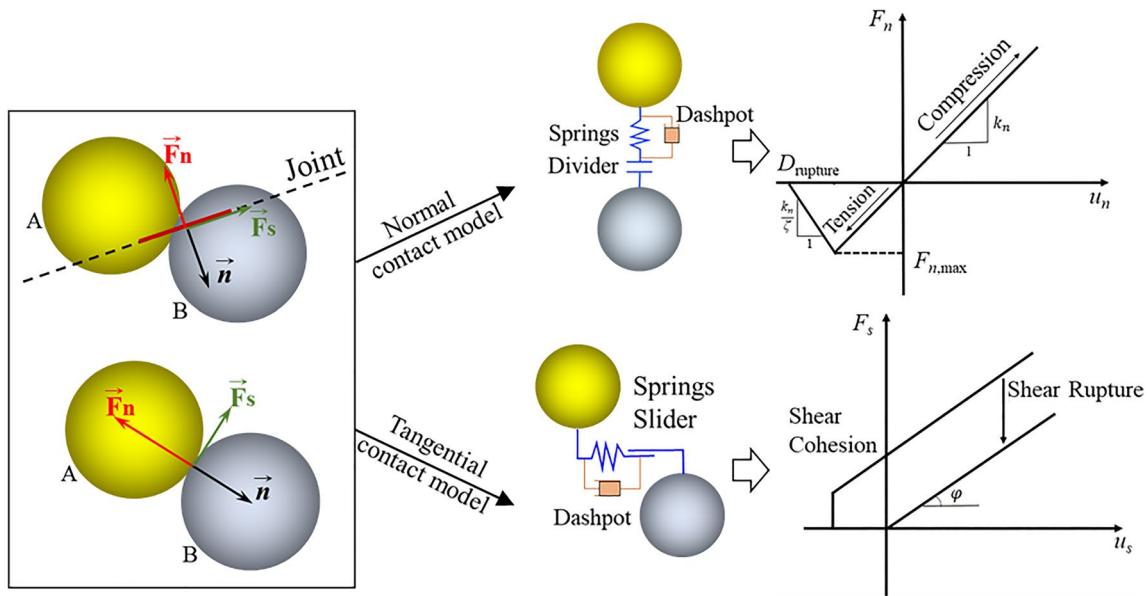 Joint
Fn
Fs
n
A
B
Fn
Fs
n
A
B
Normal
contact model
Tangential
contact model
Springs
Divider
Dashpot
Springs
Slider
Dashpot
Fn
Compression
kn
1
Drupture
un
kn
ζ
1
Tension
Fn,max
Fs
Shear
Cohesion
Shear Rupture
φ
us